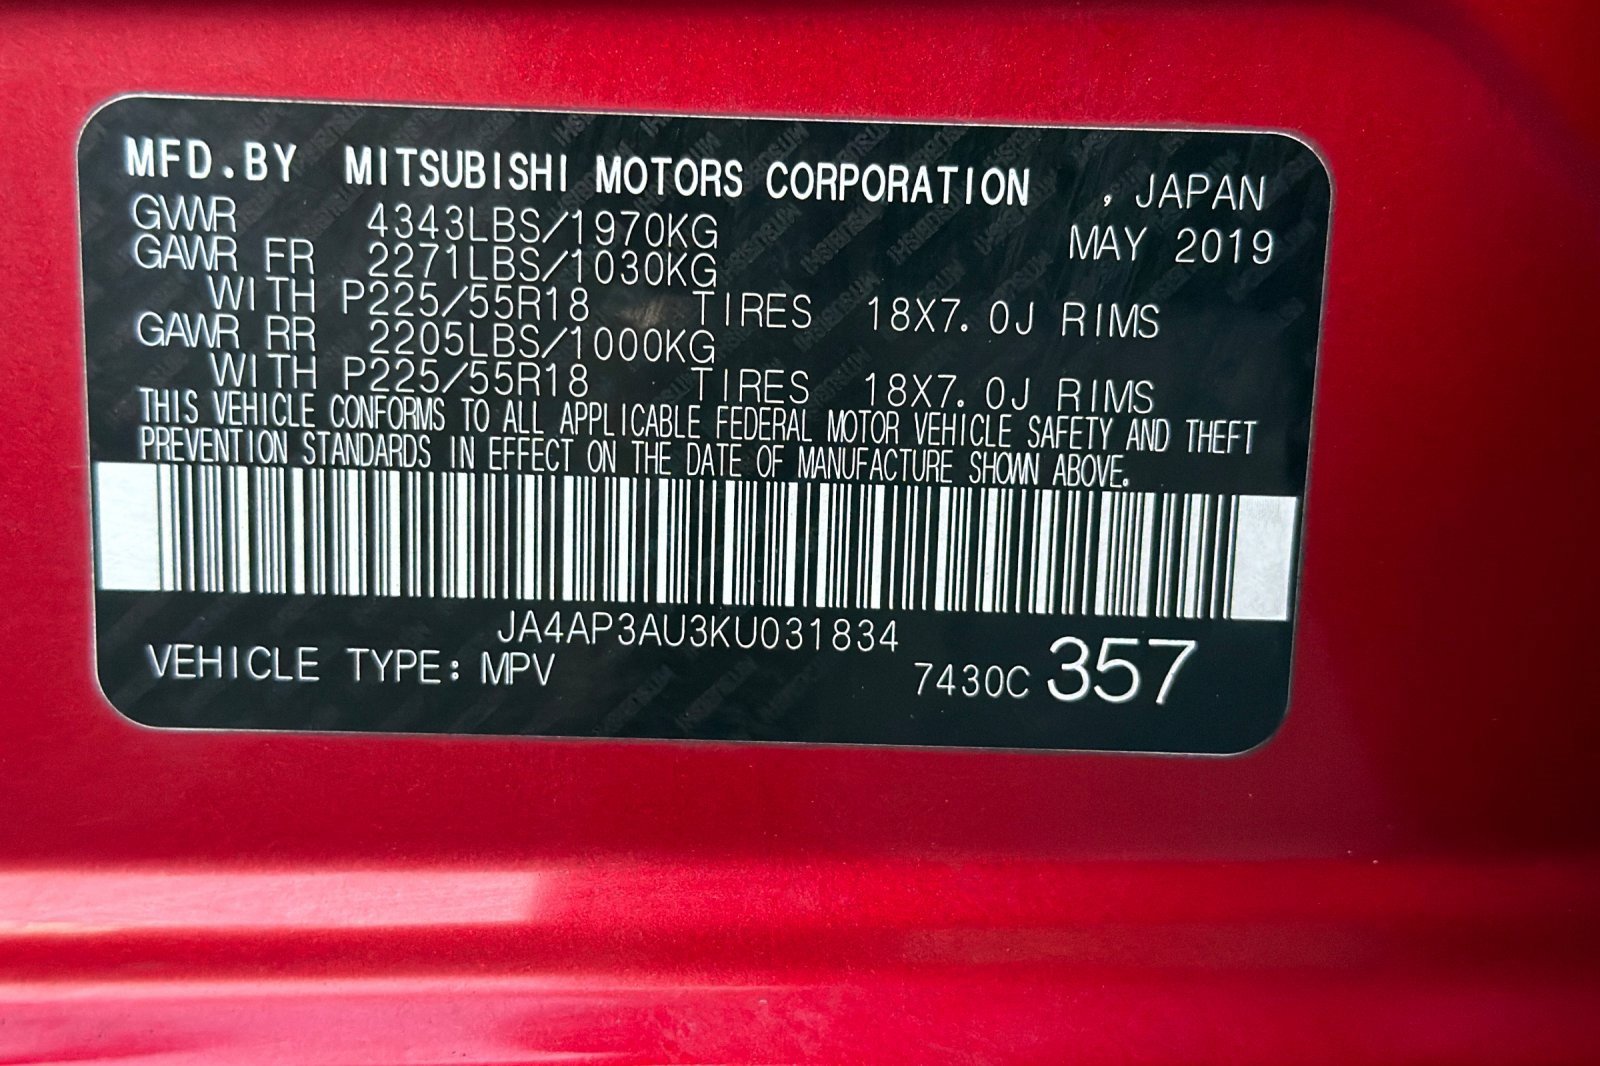 MFD.BY MITSUBISHI MOTORS CORPORATION , JAPAN
GVWR 4343LBS/1970KG MAY 2019
GAWR FR 2271LBS/1030KG
WITH P225/55R18 TIRES 18X7.0J RIMS
GAWR RR 2205LBS/1000KG
WITH P225/55R18 TIRES 18X7.0J RIMS
THIS VEHICLE CONFORMS TO ALL APPLICABLE FEDERAL MOTOR VEHICLE SAFETY AND THEFT
PREVENTION STANDARDS IN EFFECT ON THE DATE OF MANUFACTURE SHOWN ABOVE.
JA4AP3AU3KU031834
VEHICLE TYPE: MPV 7430C 357